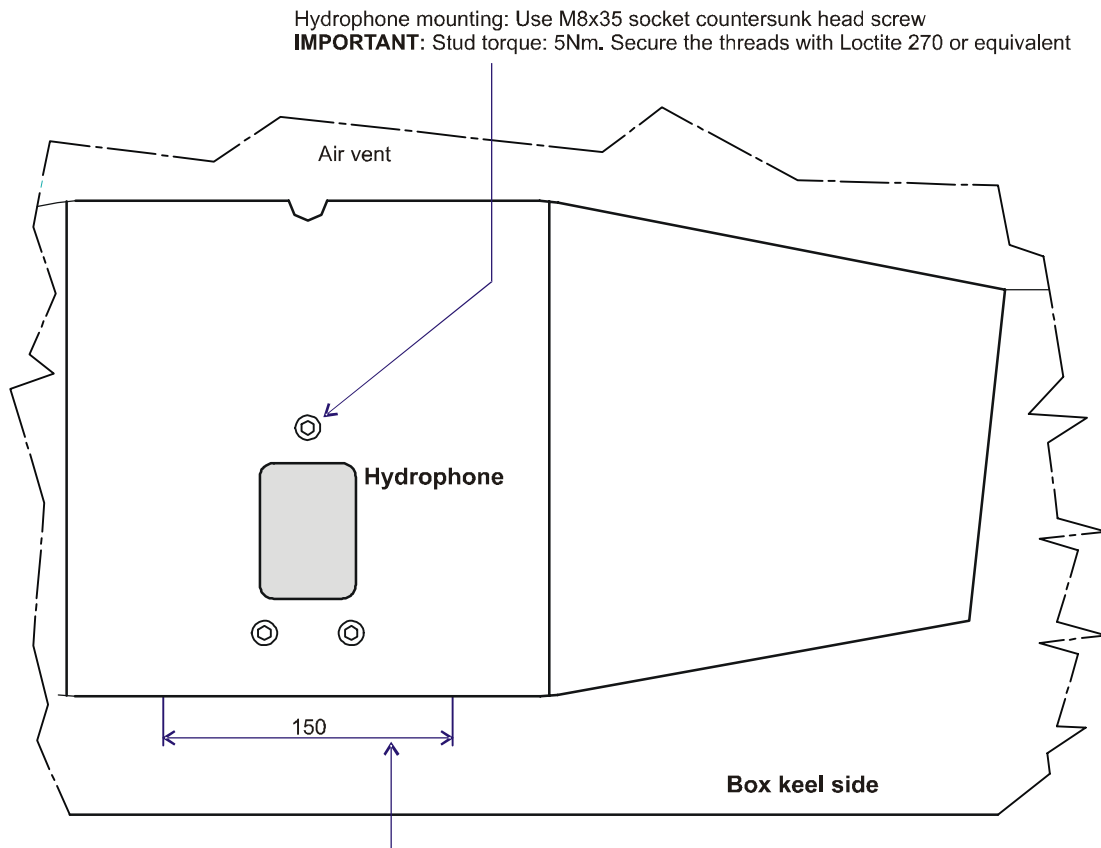 Hydrophone mounting: Use M8x35 socket countersunk head screw
IMPORTANT: Stud torque: 5Nm. Secure the threads with Loctite 270 or equivalent
Air vent
Hydrophone
150
Box keel side